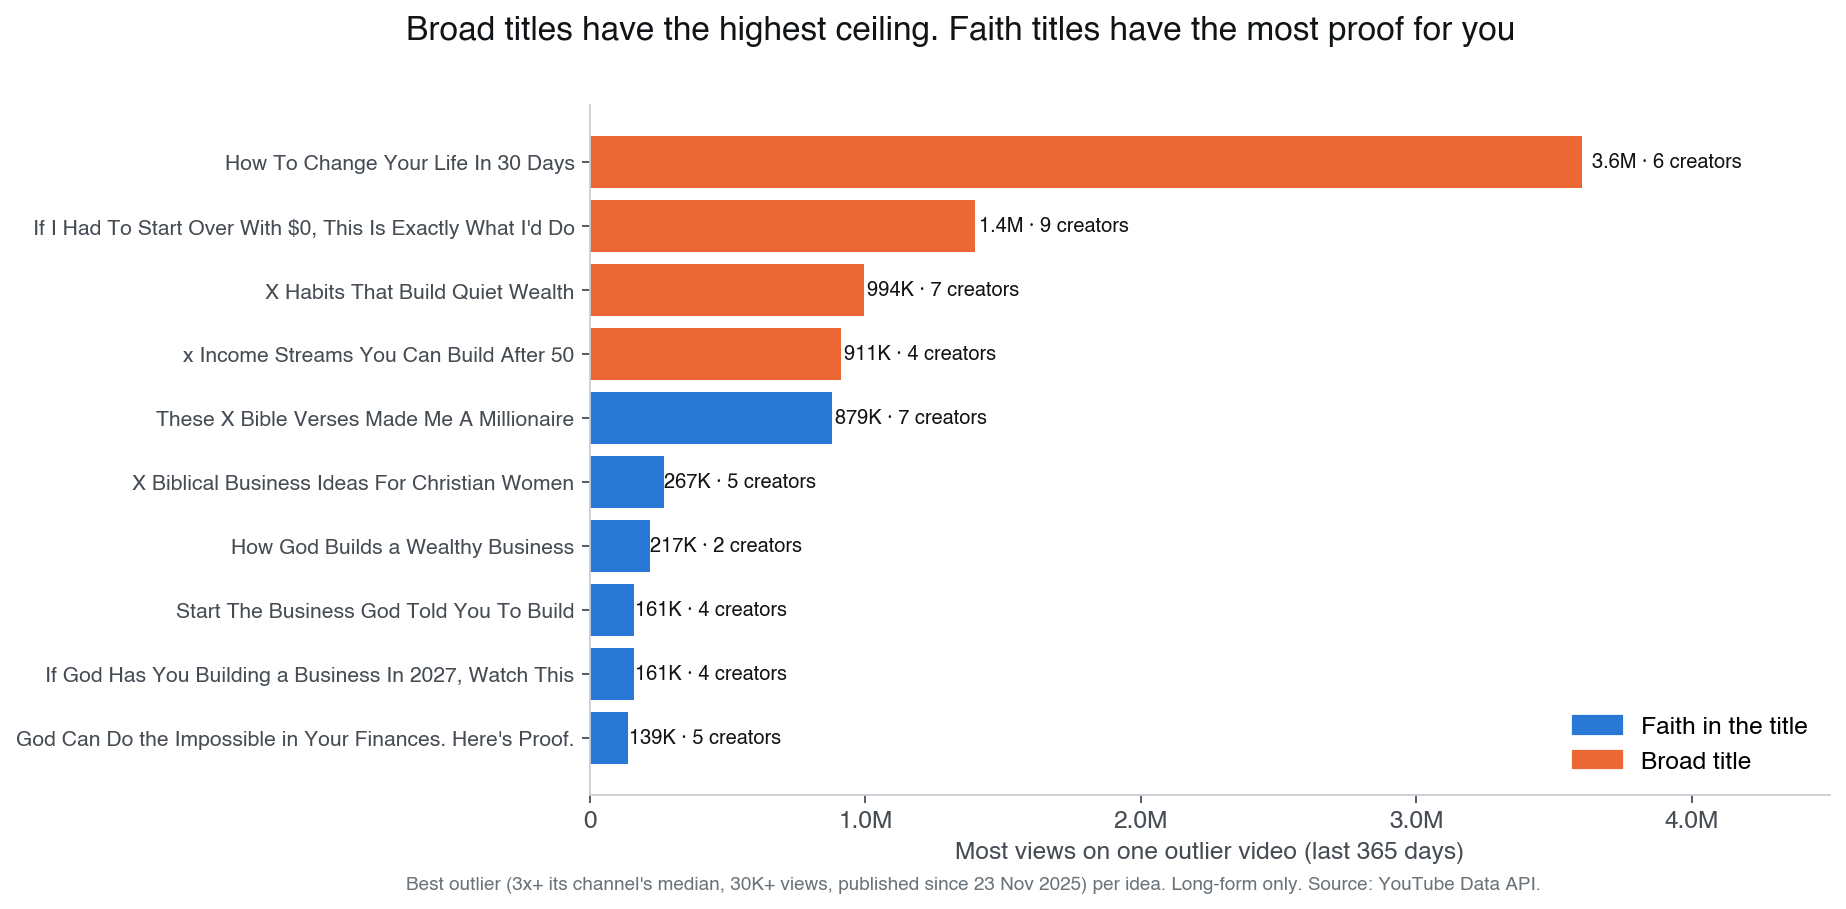 Broad titles have the highest ceiling. Faith titles have the most proof for you
How To Change Your Life In 30 Days
3.6M · 6 creators
If I Had To Start Over With $0, This Is Exactly What I'd Do
1.4M · 9 creators
X Habits That Build Quiet Wealth
994K · 7 creators
x Income Streams You Can Build After 50
911K · 4 creators
These X Bible Verses Made Me A Millionaire
879K · 7 creators
X Biblical Business Ideas For Christian Women
267K · 5 creators
How God Builds a Wealthy Business
217K · 2 creators
Start The Business God Told You To Build
161K · 4 creators
If God Has You Building a Business In 2027, Watch This
161K · 4 creators
God Can Do the Impossible in Your Finances. Here's Proof.
139K · 5 creators
Faith in the title
Broad title
0 1.0M 2.0M 3.0M 4.0M
Most views on one outlier video (last 365 days)
Best outlier (3x+ its channel's median, 30K+ views, published since 23 Nov 2025) per idea. Long-form only. Source: YouTube Data API.